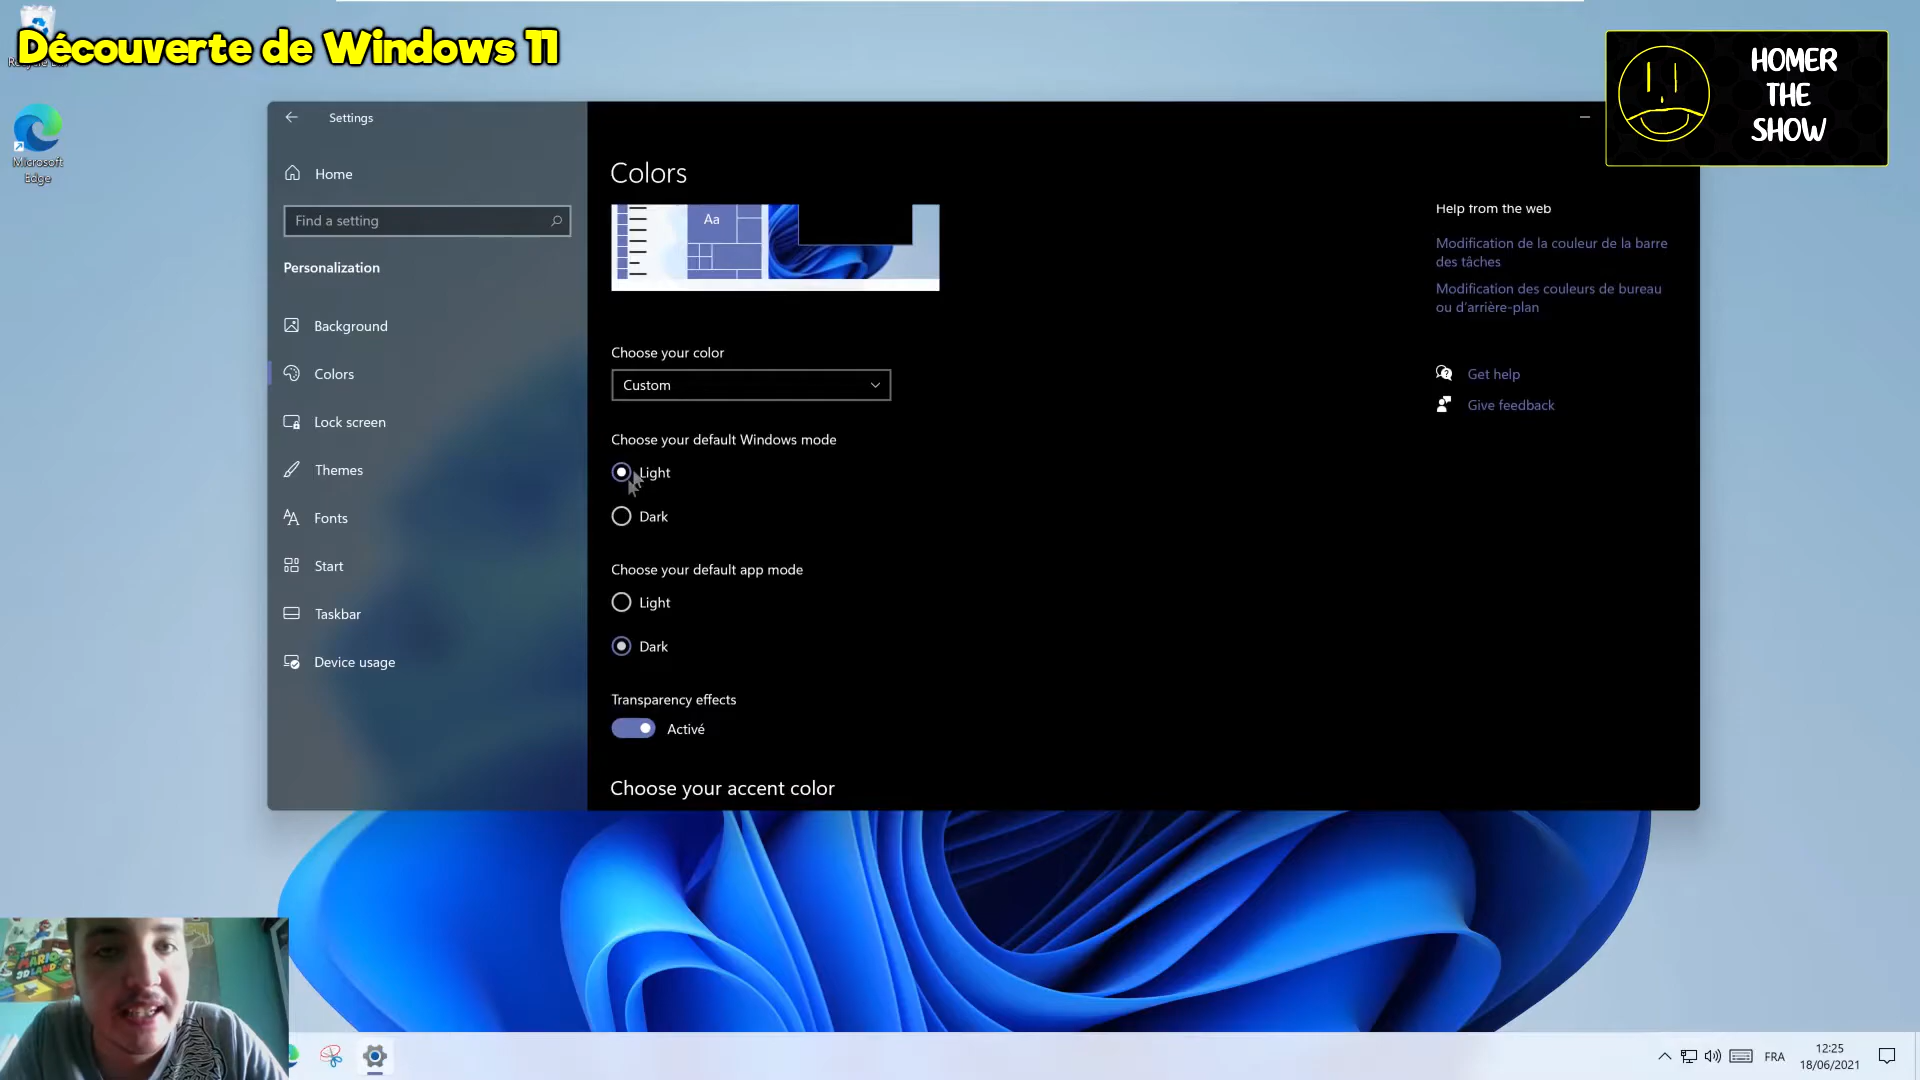 Découverte de Windows 11
HOMER
THE
SHOW
Microsoft
Edge
Settings
Home
Find a setting
Personalization
Background
Colors
Lock screen
Themes
Fonts
Start
Taskbar
Device usage
Colors
Aa
Choose your color
Custom
Choose your default Windows mode
Light
Dark
Choose your default app mode
Light
Dark
Transparency effects
Activé
Choose your accent color
Help from the web
Modification de la couleur de la barre
des tâches
Modification des couleurs de bureau
ou d'arrière-plan
Get help
Give feedback
MARIO
3D LAND
FRA
12:25
18/06/2021